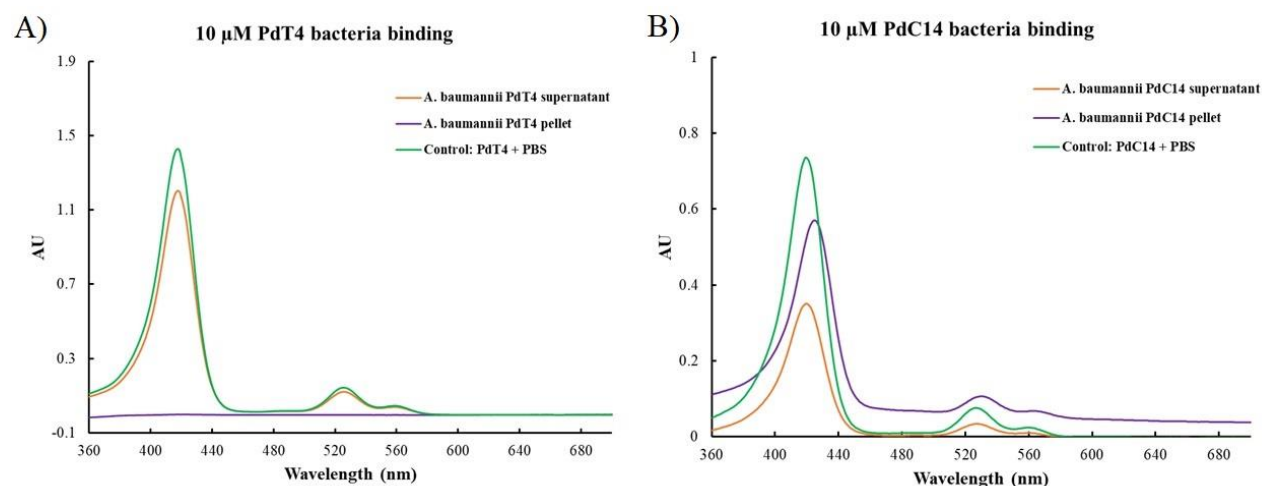 A)
10 µM PdT4 bacteria binding
1.9
1.5
1.1
0.7
0.3
-0.1
AU
A. baumannii PdT4 supernatant
A. baumannii PdT4 pellet
Control: PdT4 + PBS
360 400 440 480 520 560 600 640 680
Wavelength (nm)
B)
10 µM PdC14 bacteria binding
1
0.8
0.6
0.4
0.2
0
AU
A. baumannii PdC14 supernatant
A. baumannii PdC14 pellet
Control: PdC14 + PBS
360 400 440 480 520 560 600 640 680
Wavelength (nm)